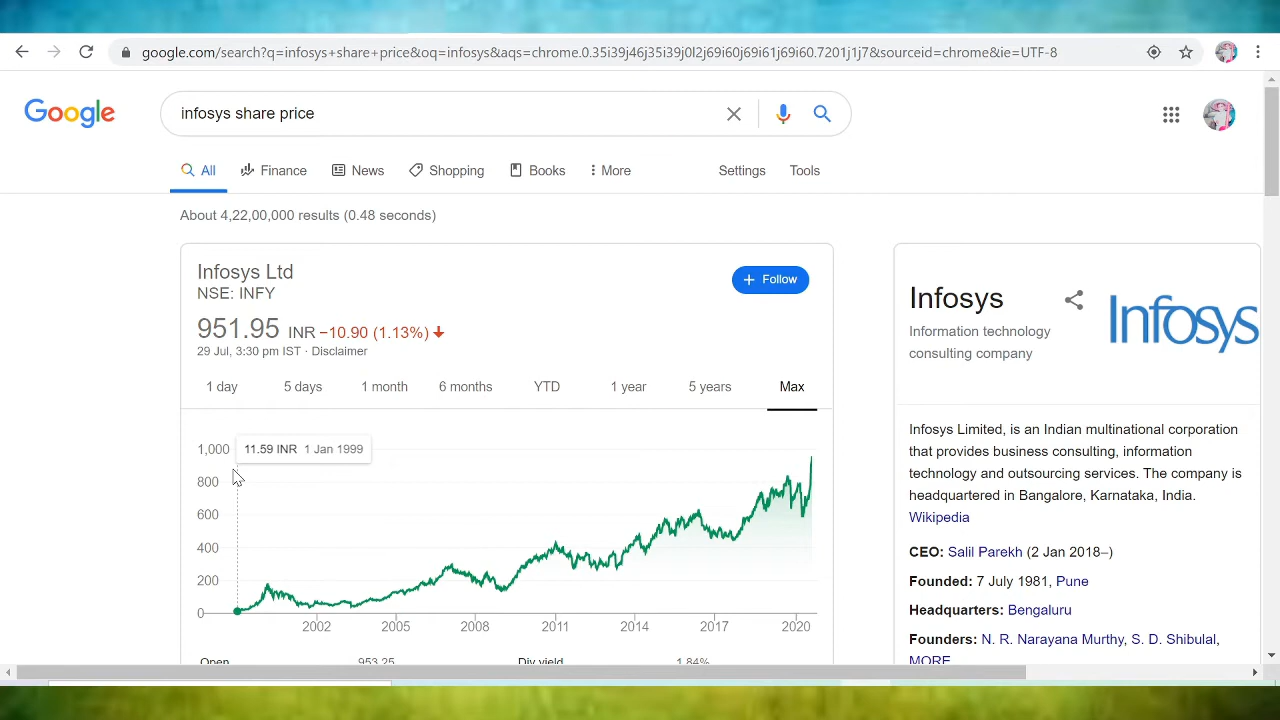 google.com/search?q=infosys+share+price&oq=infosys&aqs=chrome.0.35i39j46j35i39j0l2j69i60j69i61j69i60.7201j1j7&sourceid=chrome&ie=UTF-8
Google
infosys share price
All Finance News Shopping Books More Settings Tools
About 4,22,00,000 results (0.48 seconds)
Infosys Ltd
NSE: INFY
+ Follow
951.95 INR −10.90 (1.13%)
29 Jul, 3:30 pm IST · Disclaimer
1 day 5 days 1 month 6 months YTD 1 year 5 years Max
11.59 INR 1 Jan 1999
1,000
800
600
400
200
0
2002 2005 2008 2011 2014 2017 2020
Open 953.25 Div yield 1.84%
Infosys
Information technology
consulting company
Infosys
Infosys Limited, is an Indian multinational corporation
that provides business consulting, information
technology and outsourcing services. The company is
headquartered in Bangalore, Karnataka, India.
Wikipedia
CEO: Salil Parekh (2 Jan 2018–)
Founded: 7 July 1981, Pune
Headquarters: Bengaluru
Founders: N. R. Narayana Murthy, S. D. Shibulal,
MORE